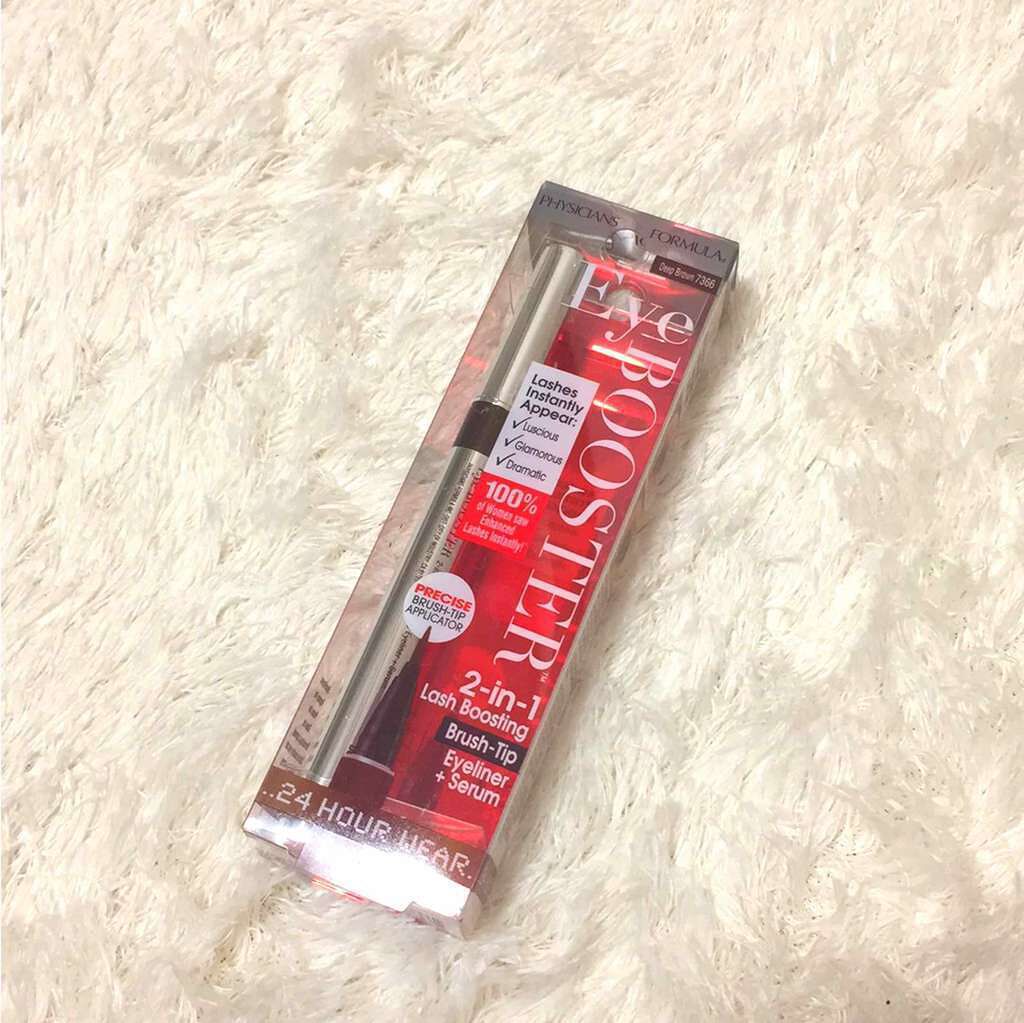 PHYSICIANS FORMULA®
Deep Brown 7366
Eye
BOOSTER™
Lashes
Instantly
Appear:
✓Luscious
✓Glamorous
✓Dramatic
100%
of Women saw
Enhanced
Lashes Instantly!
PRECISE
BRUSH-TIP
APPLICATOR
2-in-1
Lash Boosting
Brush-Tip
Eyeliner
+ Serum
..24 HOUR WEAR.